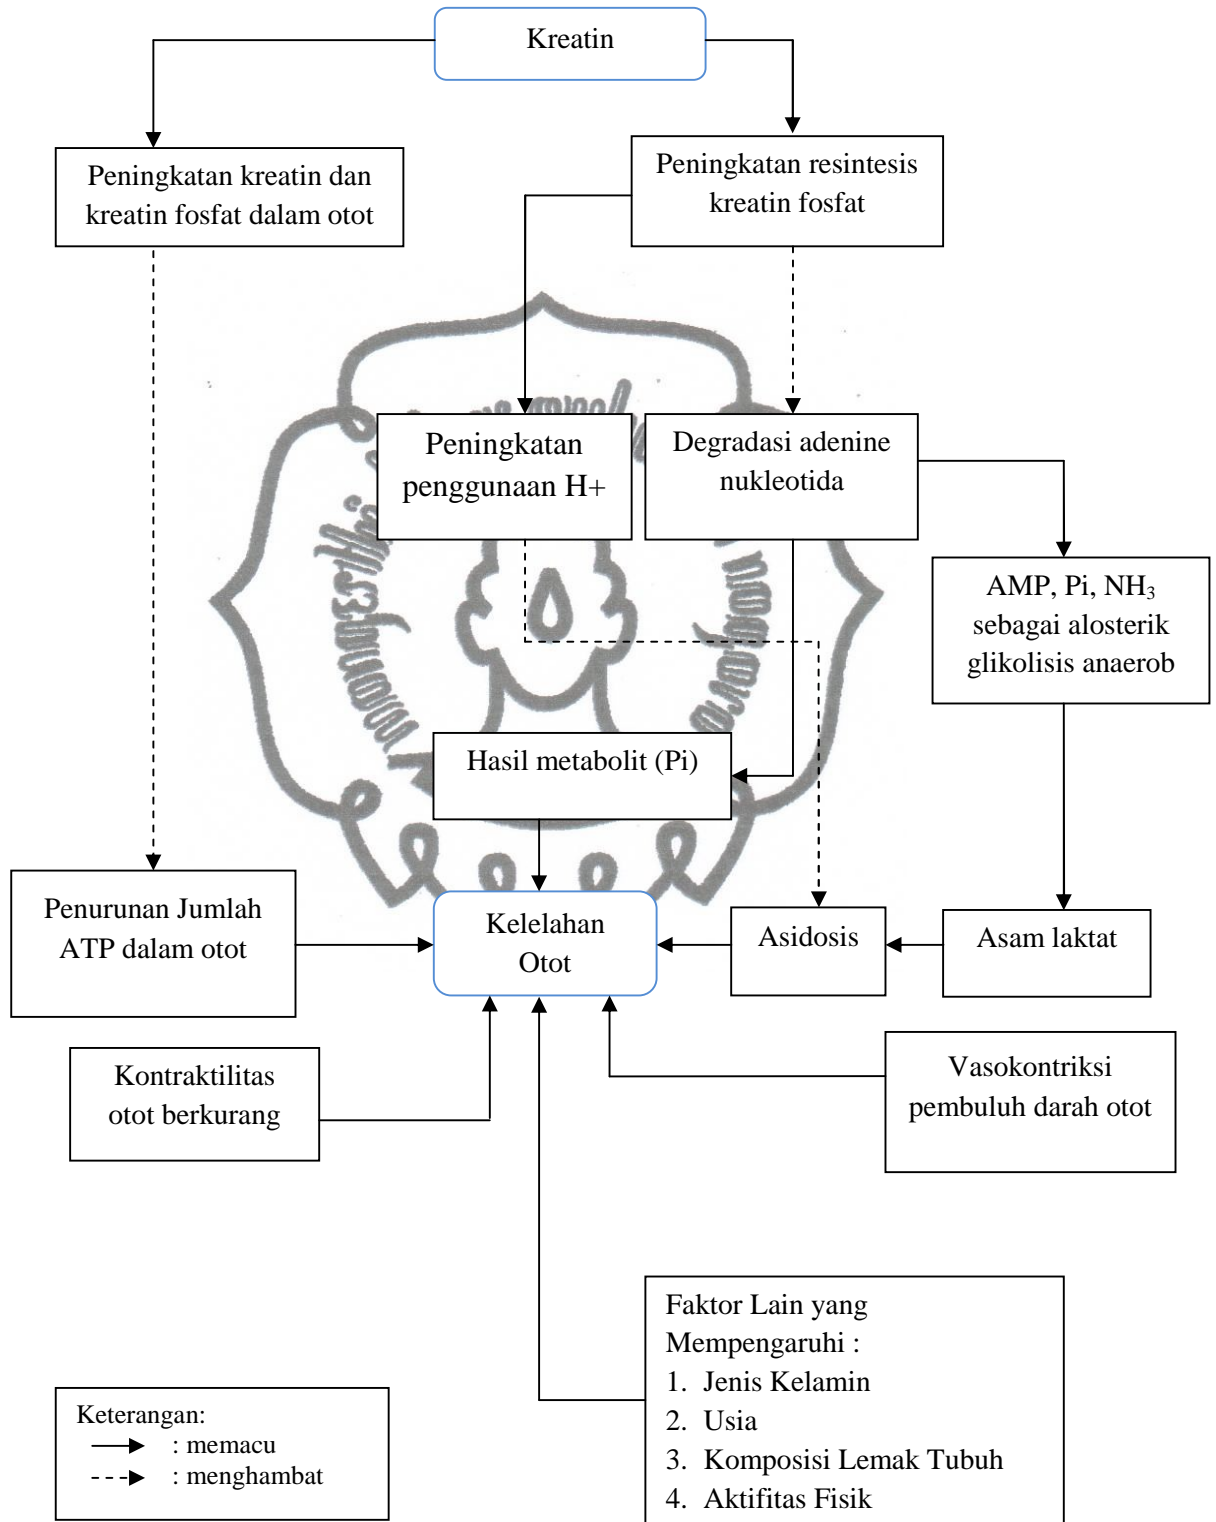 Kreatin
Peningkatan kreatin dan
kreatin fosfat dalam otot
Peningkatan resintesis
kreatin fosfat
Peningkatan
penggunaan H+
Degradasi adenine
nukleotida
AMP, Pi, NH₃
sebagai alosterik
glikolisis anaerob
Hasil metabolit (Pi)
Penurunan Jumlah
ATP dalam otot
Kelelahan
Otot
Asidosis
Asam laktat
Kontraktilitas
otot berkurang
Vasokontriksi
pembuluh darah otot
Faktor Lain yang
Mempengaruhi :
1. Jenis Kelamin
2. Usia
3. Komposisi Lemak Tubuh
4. Aktifitas Fisik
Keterangan:
: memacu
: menghambat